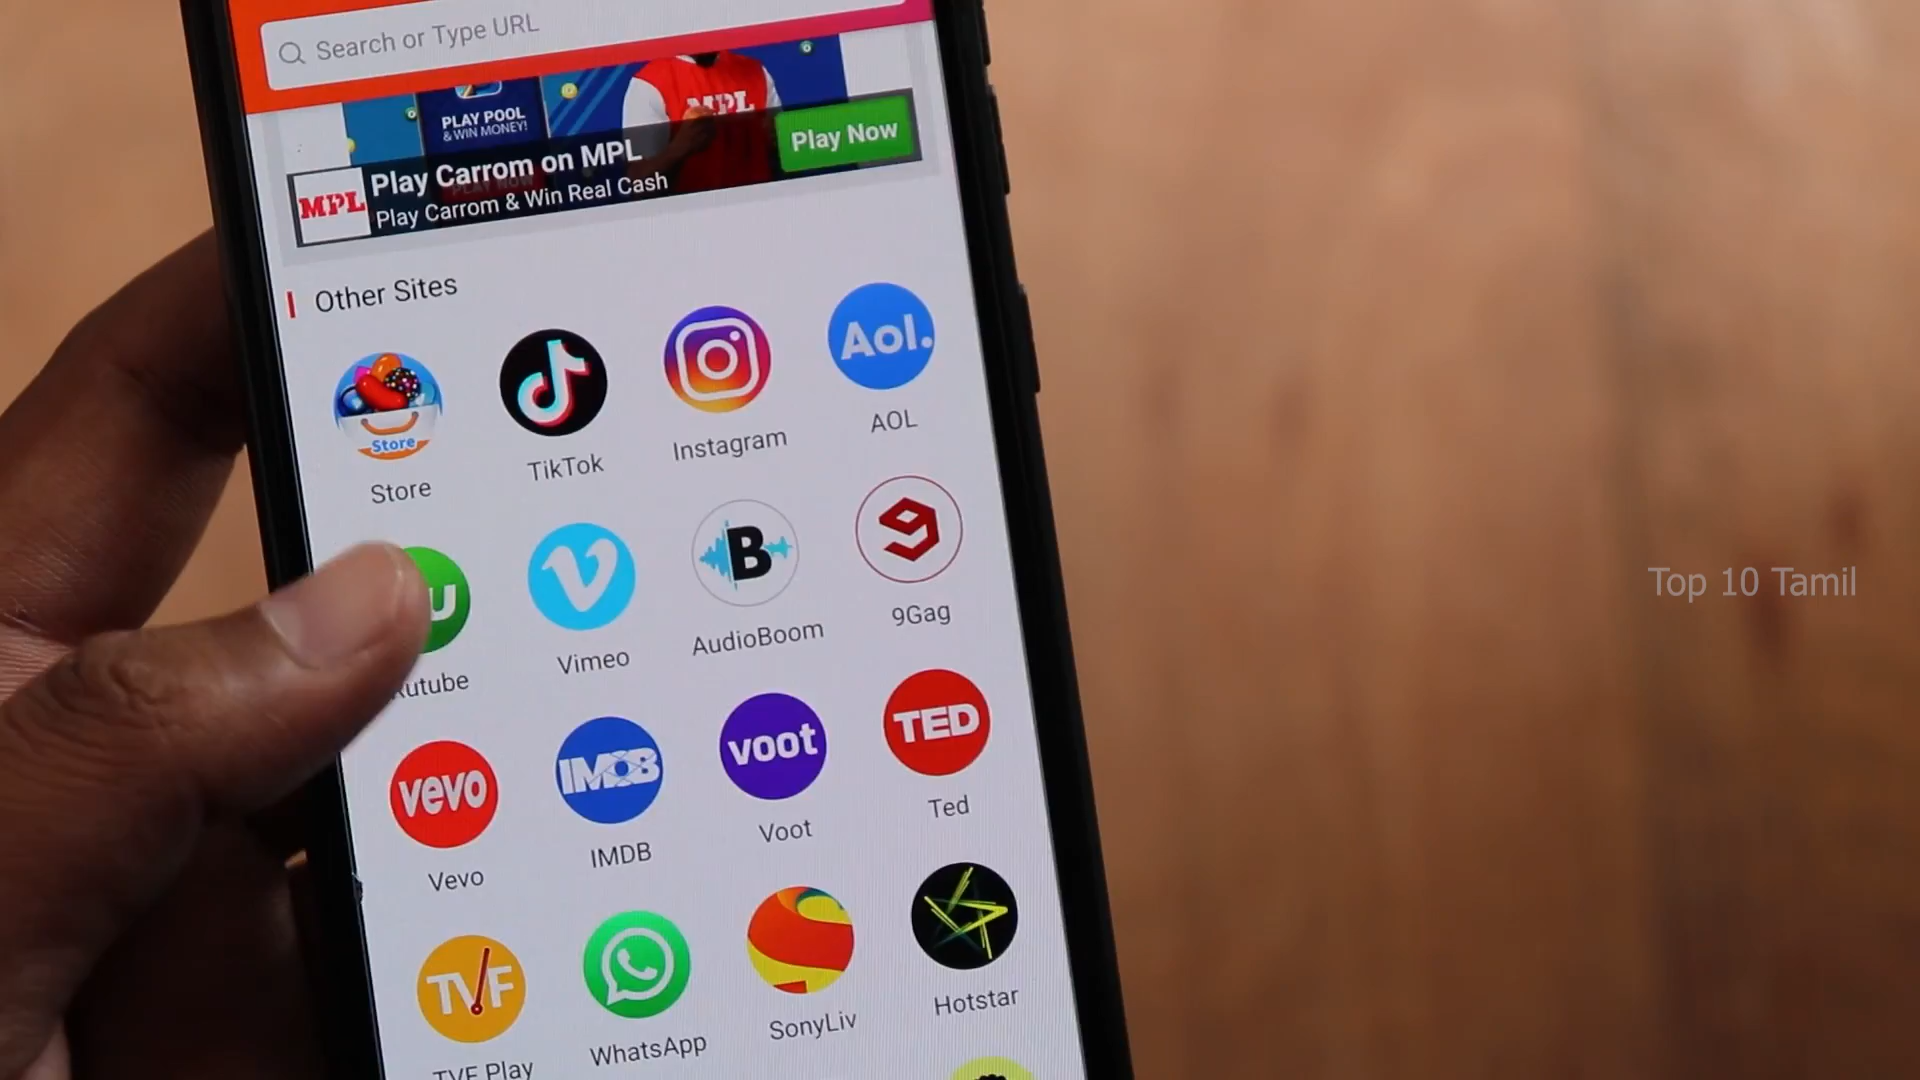 Search or Type URL
PLAY POOL
& WIN MONEY!
MPL
Play Now
MPL
Play Carrom on MPL
Play Carrom & Win Real Cash
Other Sites
Store
Aol.
Store
TikTok
Instagram
AOL
U
B
9
utube
Vimeo
AudioBoom
9Gag
vevo
IMDB
voot
TED
Vevo
IMDB
Voot
Ted
TVF
TVF Play
WhatsApp
SonyLiv
Hotstar
Top 10 Tamil